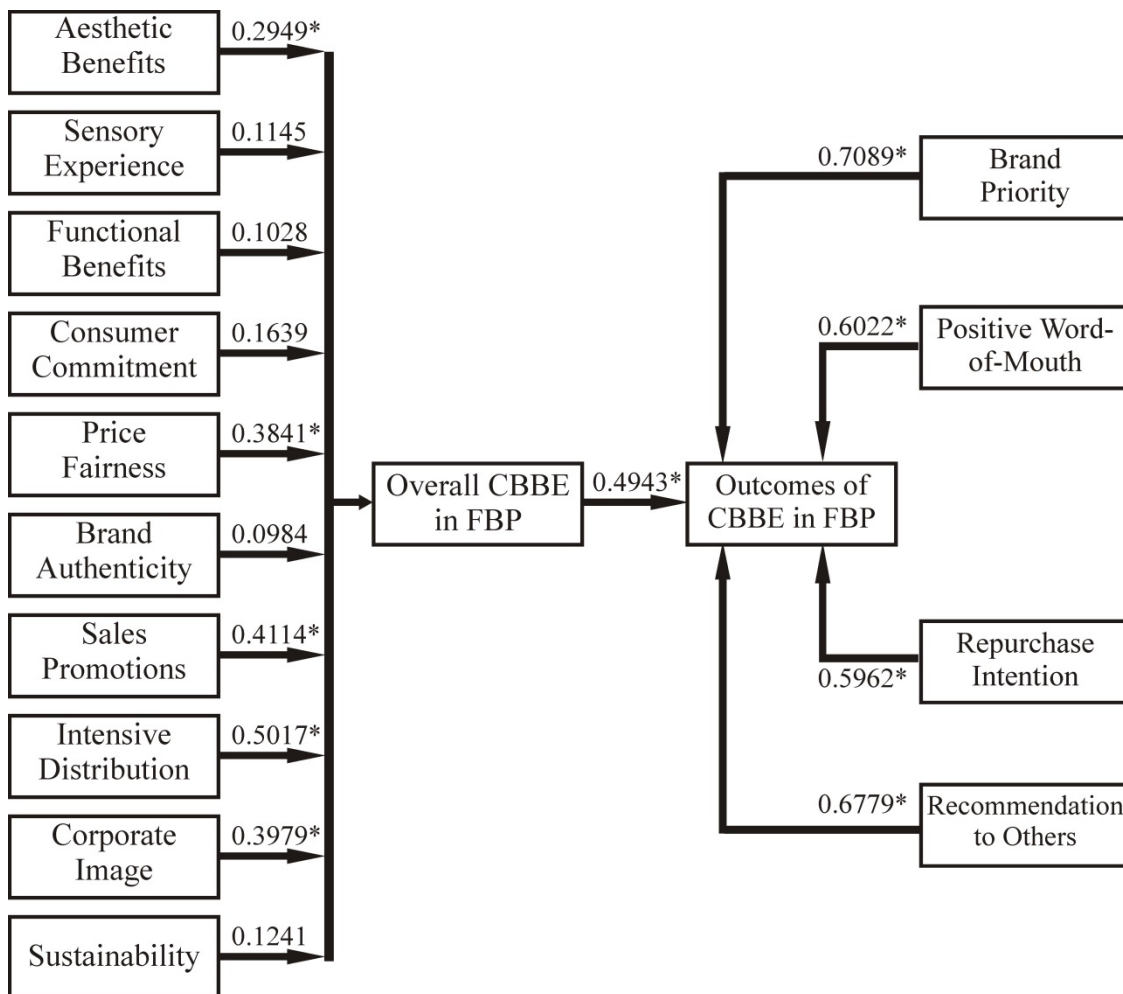 Aesthetic
Benefits
0.2949*
Sensory
Experience
0.1145
Functional
Benefits
0.1028
Consumer
Commitment
0.1639
Price
Fairness
0.3841*
Brand
Authenticity
0.0984
Sales
Promotions
0.4114*
Intensive
Distribution
0.5017*
Corporate
Image
0.3979*
Sustainability
0.1241
Overall CBBE
in FBP
0.4943*
Outcomes of
CBBE in FBP
0.7089*
Brand
Priority
0.6022*
Positive Word-
of-Mouth
0.5962*
Repurchase
Intention
0.6779*
Recommendation
to Others